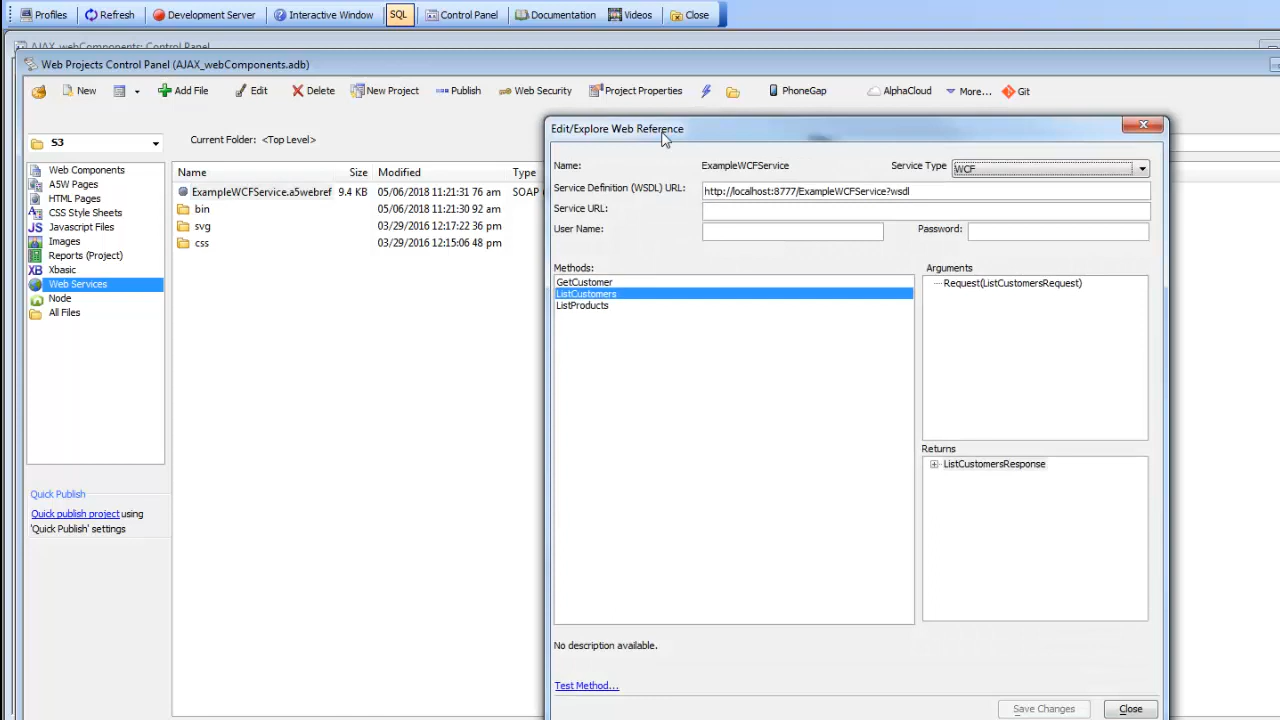 Profiles Refresh Development Server Interactive Window SQL Control Panel Documentation Videos Close
AJAX_webComponents: Control Panel
Web Projects Control Panel (AJAX_webComponents.adb)
New Add File Edit Delete New Project Publish Web Security Project Properties PhoneGap AlphaCloud More... Git
S3
Current Folder: <Top Level>
Web Components
A5W Pages
HTML Pages
CSS Style Sheets
JS Javascript Files
Images
Reports (Project)
XB Xbasic
Web Services
Node
All Files
Quick Publish
Quick publish project using
'Quick Publish' settings
Name Size Modified Type
ExampleWCFService.a5webref 9.4 KB 05/06/2018 11:21:31 76 am SOAP
bin 05/06/2018 11:21:30 92 am
svg 03/29/2016 12:17:22 36 pm
css 03/29/2016 12:15:06 48 pm
Edit/Explore Web Reference
Name: ExampleWCFService Service Type WCF
Service Definition (WSDL) URL: http://localhost:8777/ExampleWCFService?wsdl
Service URL:
User Name: Password:
Methods:
GetCustomer
ListCustomers
ListProducts
Arguments
Request(ListCustomersRequest)
Returns
ListCustomersResponse
No description available.
Test Method...
Save Changes Close